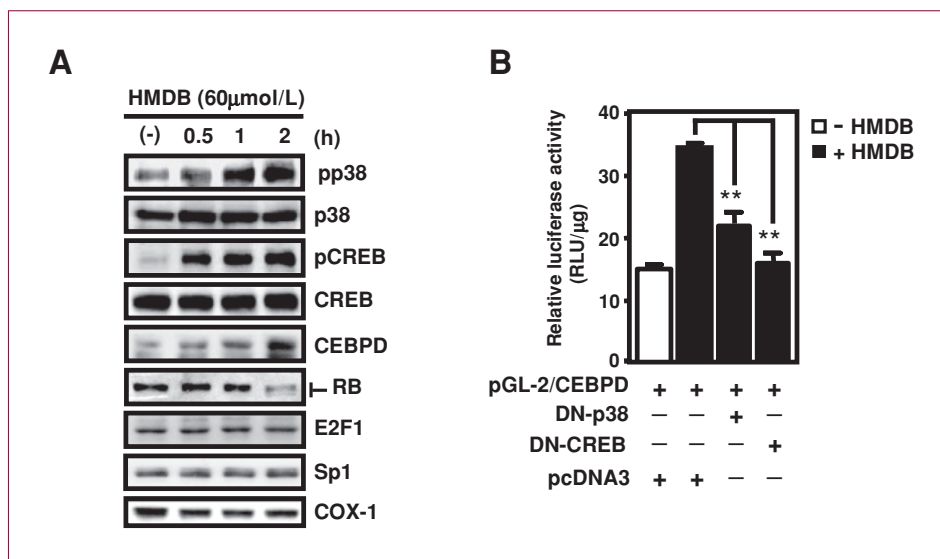 A
HMDB (60μmol/L)
(-) 0.5 1 2 (h)
pp38
p38
pCREB
CREB
CEBPD
RB
E2F1
Sp1
COX-1
B
Relative luciferase activity
(RLU/μg)
40
30
20
10
0
** **
- HMDB
+ HMDB
pGL-2/CEBPD + + + +
DN-p38 — — + —
DN-CREB — — — +
pcDNA3 + + — —